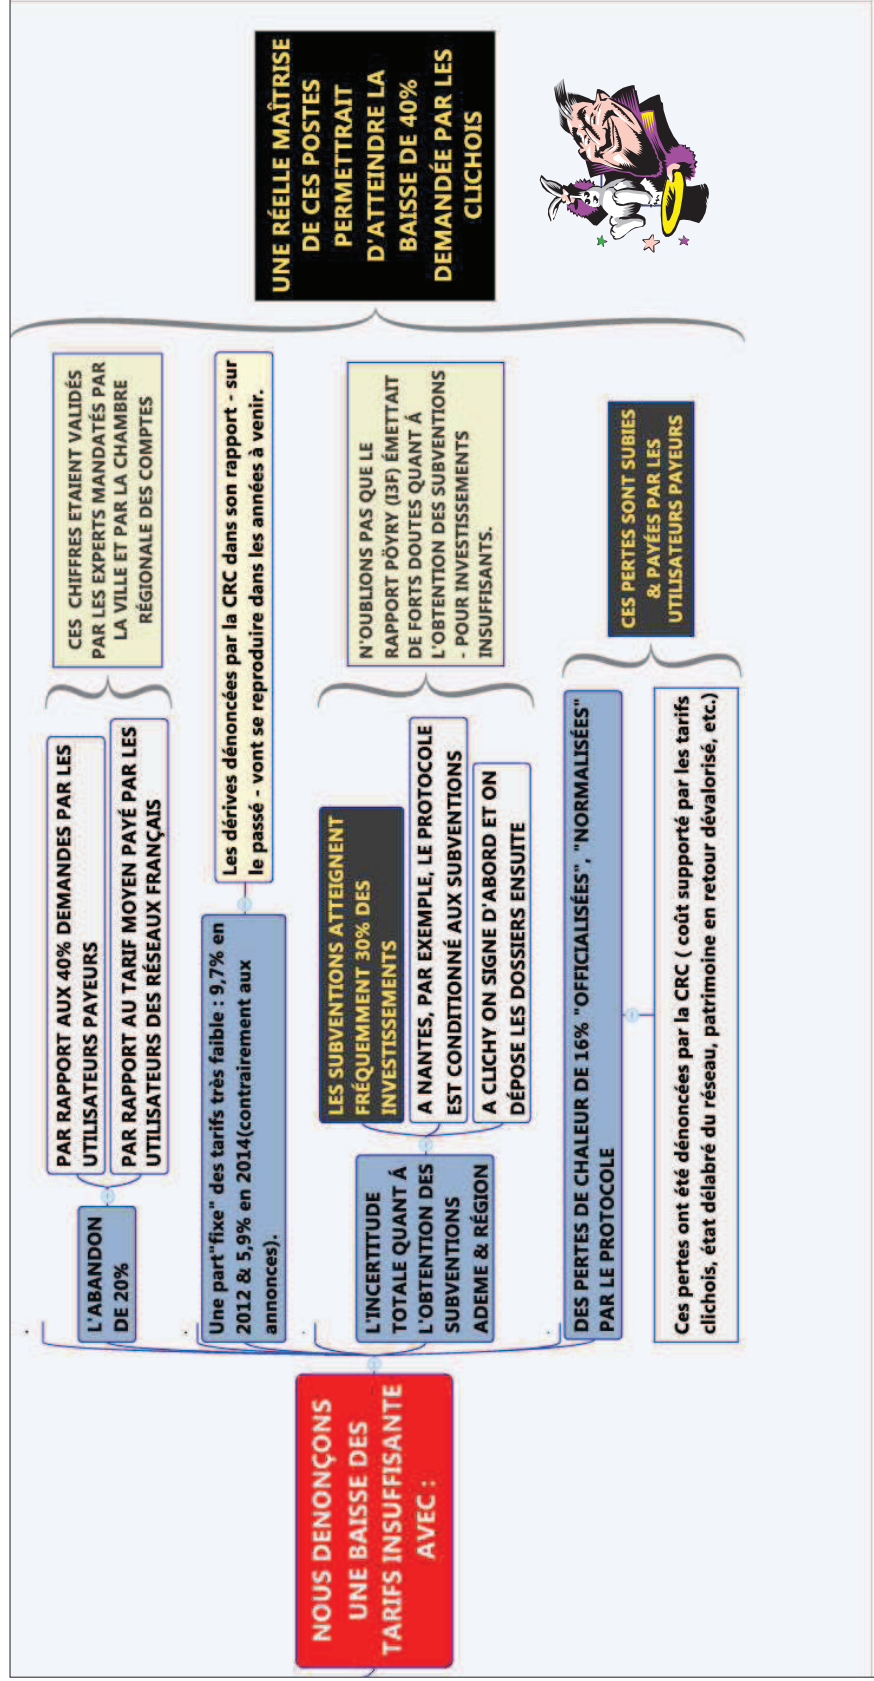 NOUS DENONÇONS
UNE BAISSE DES
TARIFS INSUFFISANTE
AVEC :
L'ABANDON
DE 20%
PAR RAPPORT AUX 40% DEMANDES PAR LES
UTILISATEURS PAYEURS
PAR RAPPORT AU TARIF MOYEN PAYÉ PAR LES
UTILISATEURS DES RÉSEAUX FRANÇAIS
CES CHIFFRES ETAIENT VALIDÉS
PAR LES EXPERTS MANDATÉS PAR
LA VILLE ET PAR LA CHAMBRE
RÉGIONALE DES COMPTES
Une part"fixe" des tarifs très faible : 9,7% en
2012 & 5,9% en 2014(contrairement aux
annonces).
Les dérives dénoncées par la CRC dans son rapport - sur
le passé - vont se reproduire dans les années à venir.
L'INCERTITUDE
TOTALE QUANT Á
L'OBTENTION DES
SUBVENTIONS
ADEME & RÉGION
LES SUBVENTIONS ATTEIGNENT
FRÉQUEMMENT 30% DES
INVESTISSEMENTS
A NANTES, PAR EXEMPLE, LE PROTOCOLE
EST CONDITIONNÉ AUX SUBVENTIONS
A CLICHY ON SIGNE D'ABORD ET ON
DÉPOSE LES DOSSIERS ENSUITE
N'OUBLIONS PAS QUE LE
RAPPORT PÖYRY (I3F) ÉMETTAIT
DE FORTS DOUTES QUANT Á
L'OBTENTION DES SUBVENTIONS
- POUR INVESTISSEMENTS
INSUFFISANTS.
DES PERTES DE CHALEUR DE 16% "OFFICIALISÉES", "NORMALISÉES"
PAR LE PROTOCOLE
Ces pertes ont été dénoncées par la CRC ( coût supporté par les tarifs
clichois, état délabré du réseau, patrimoine en retour dévalorisé, etc.)
CES PERTES SONT SUBIES
& PAYÉES PAR LES
UTILISATEURS PAYEURS
UNE RÉELLE MAÎTRISE
DE CES POSTES
PERMETTRAIT
D'ATTEINDRE LA
BAISSE DE 40%
DEMANDÉE PAR LES
CLICHOIS